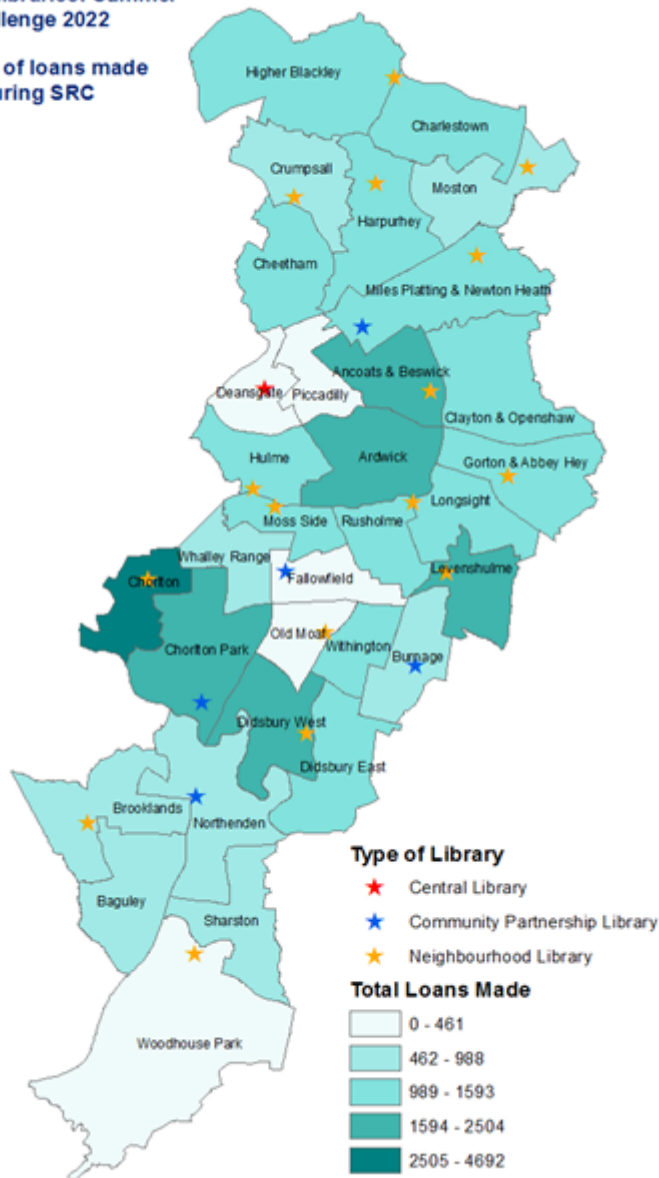 llenge 2022
of loans made
uring SRC
Higher Blackley
Charlestown
Crumpsall
Moston
Harpurhey
Cheetham
Miles Platting & Newton Heath
Ancoats & Beswick
Deansgate
Piccadilly
Clayton & Openshaw
Hulme
Ardwick
Gorton & Abbey Hey
Longsight
Moss Side
Rusholme
Whalley Range
Levenshulme
Chorlton
Fallowfield
Old Moat
Withington
Chorlton Park
Burnage
Didsbury West
Didsbury East
Brooklands
Northenden
Baguley
Sharston
Woodhouse Park
Type of Library
Central Library
Community Partnership Library
Neighbourhood Library
Total Loans Made
0 - 461
462 - 988
989 - 1593
1594 - 2504
2505 - 4692